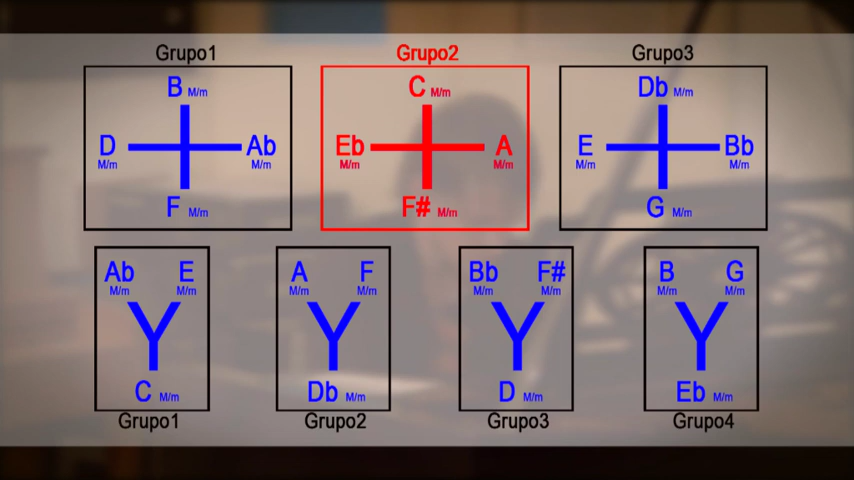 Grupo1
B M/m
D M/m
Ab M/m
F M/m
Grupo2
C M/m
Eb M/m
A M/m
F# M/m
Grupo3
Db M/m
E M/m
Bb M/m
G M/m
Ab M/m
E M/m
C M/m
Grupo1
A M/m
F M/m
Db M/m
Grupo2
Bb M/m
F# M/m
D M/m
Grupo3
B M/m
G M/m
Eb M/m
Grupo4